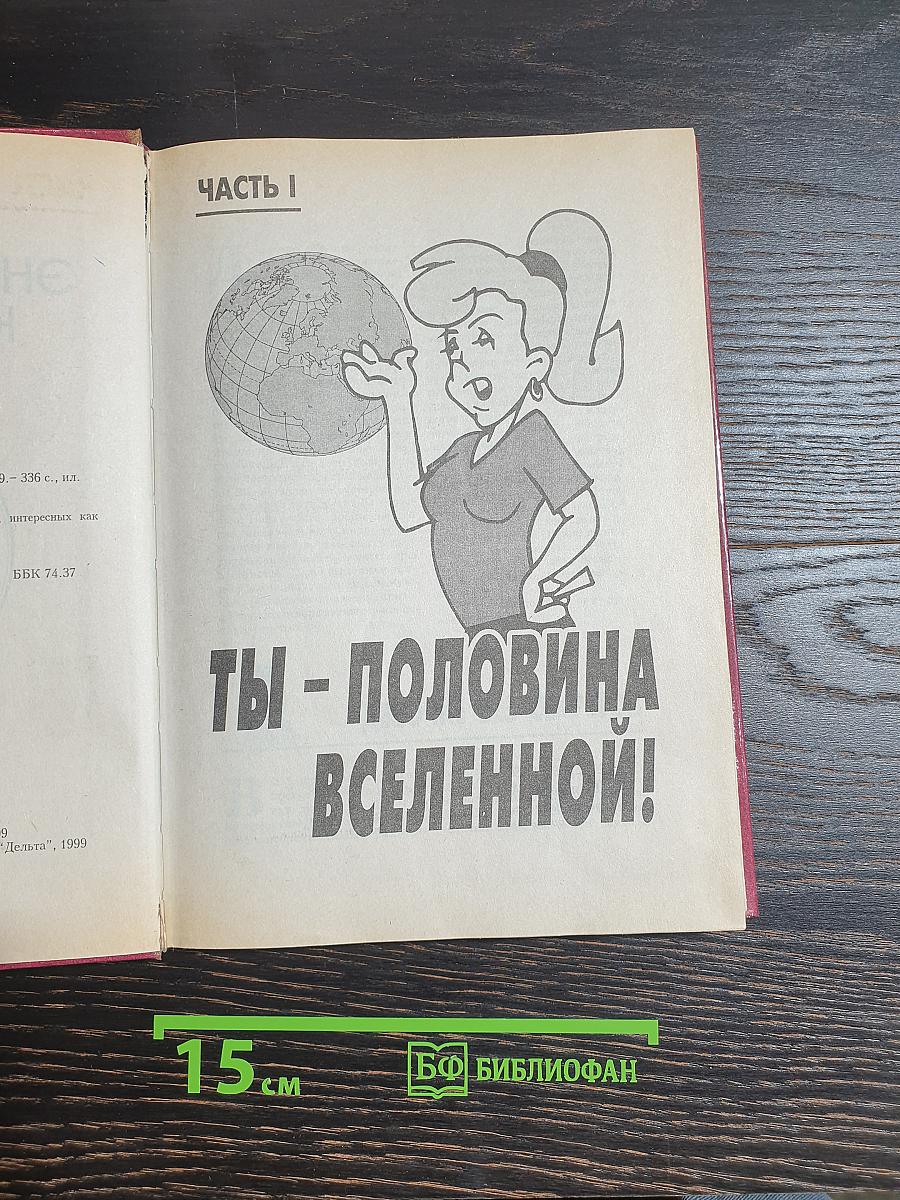 9.– 336 с., ил.
интересных как
ББК 74.37
9
"Дельта", 1999
ЧАСТЬ I
ТЫ – ПОЛОВИНА
ВСЕЛЕННОЙ!
15 см
БФ БИБЛИОФАН